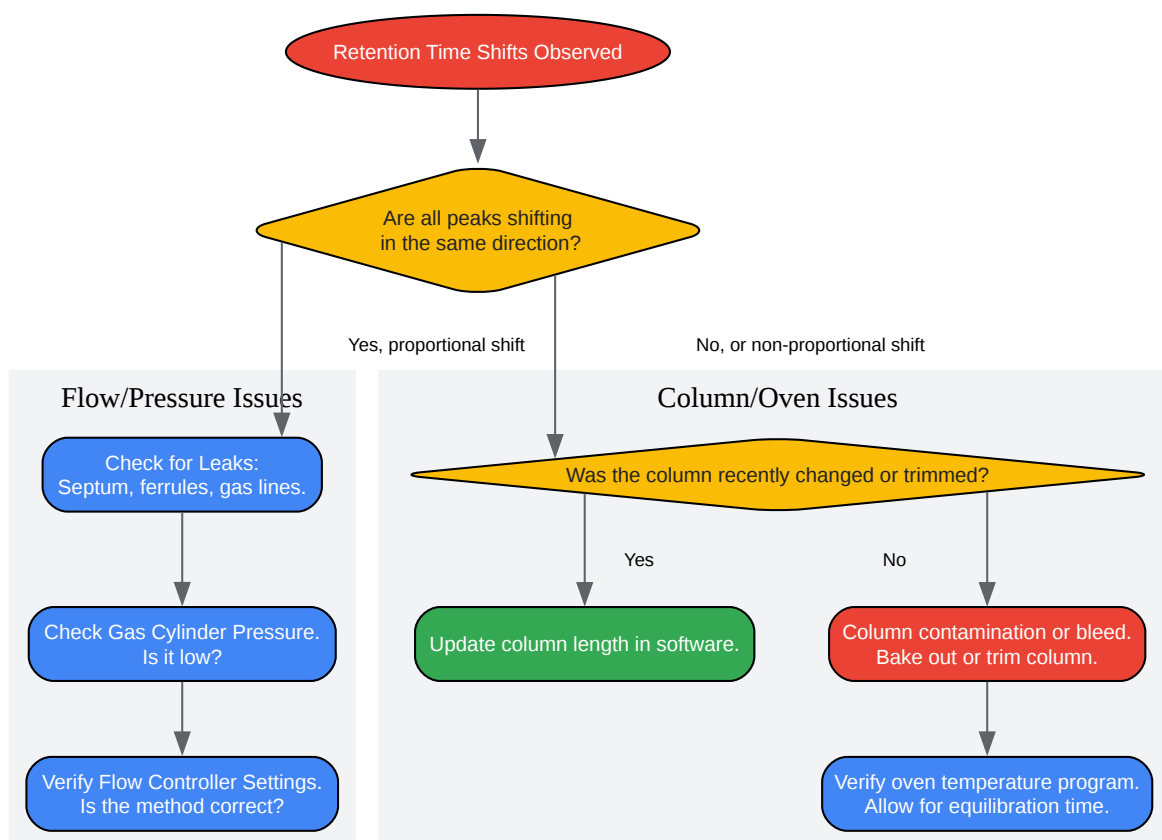 Retention Time Shifts Observed
Are all peaks shifting
in the same direction?
Yes, proportional shift
No, or non-proportional shift
Flow/Pressure Issues
Column/Oven Issues
Check for Leaks:
Septum, ferrules, gas lines.
Was the column recently changed or trimmed?
Yes
No
Check Gas Cylinder Pressure.
Is it low?
Update column length in software.
Column contamination or bleed.
Bake out or trim column.
Verify Flow Controller Settings.
Is the method correct?
Verify oven temperature program.
Allow for equilibration time.